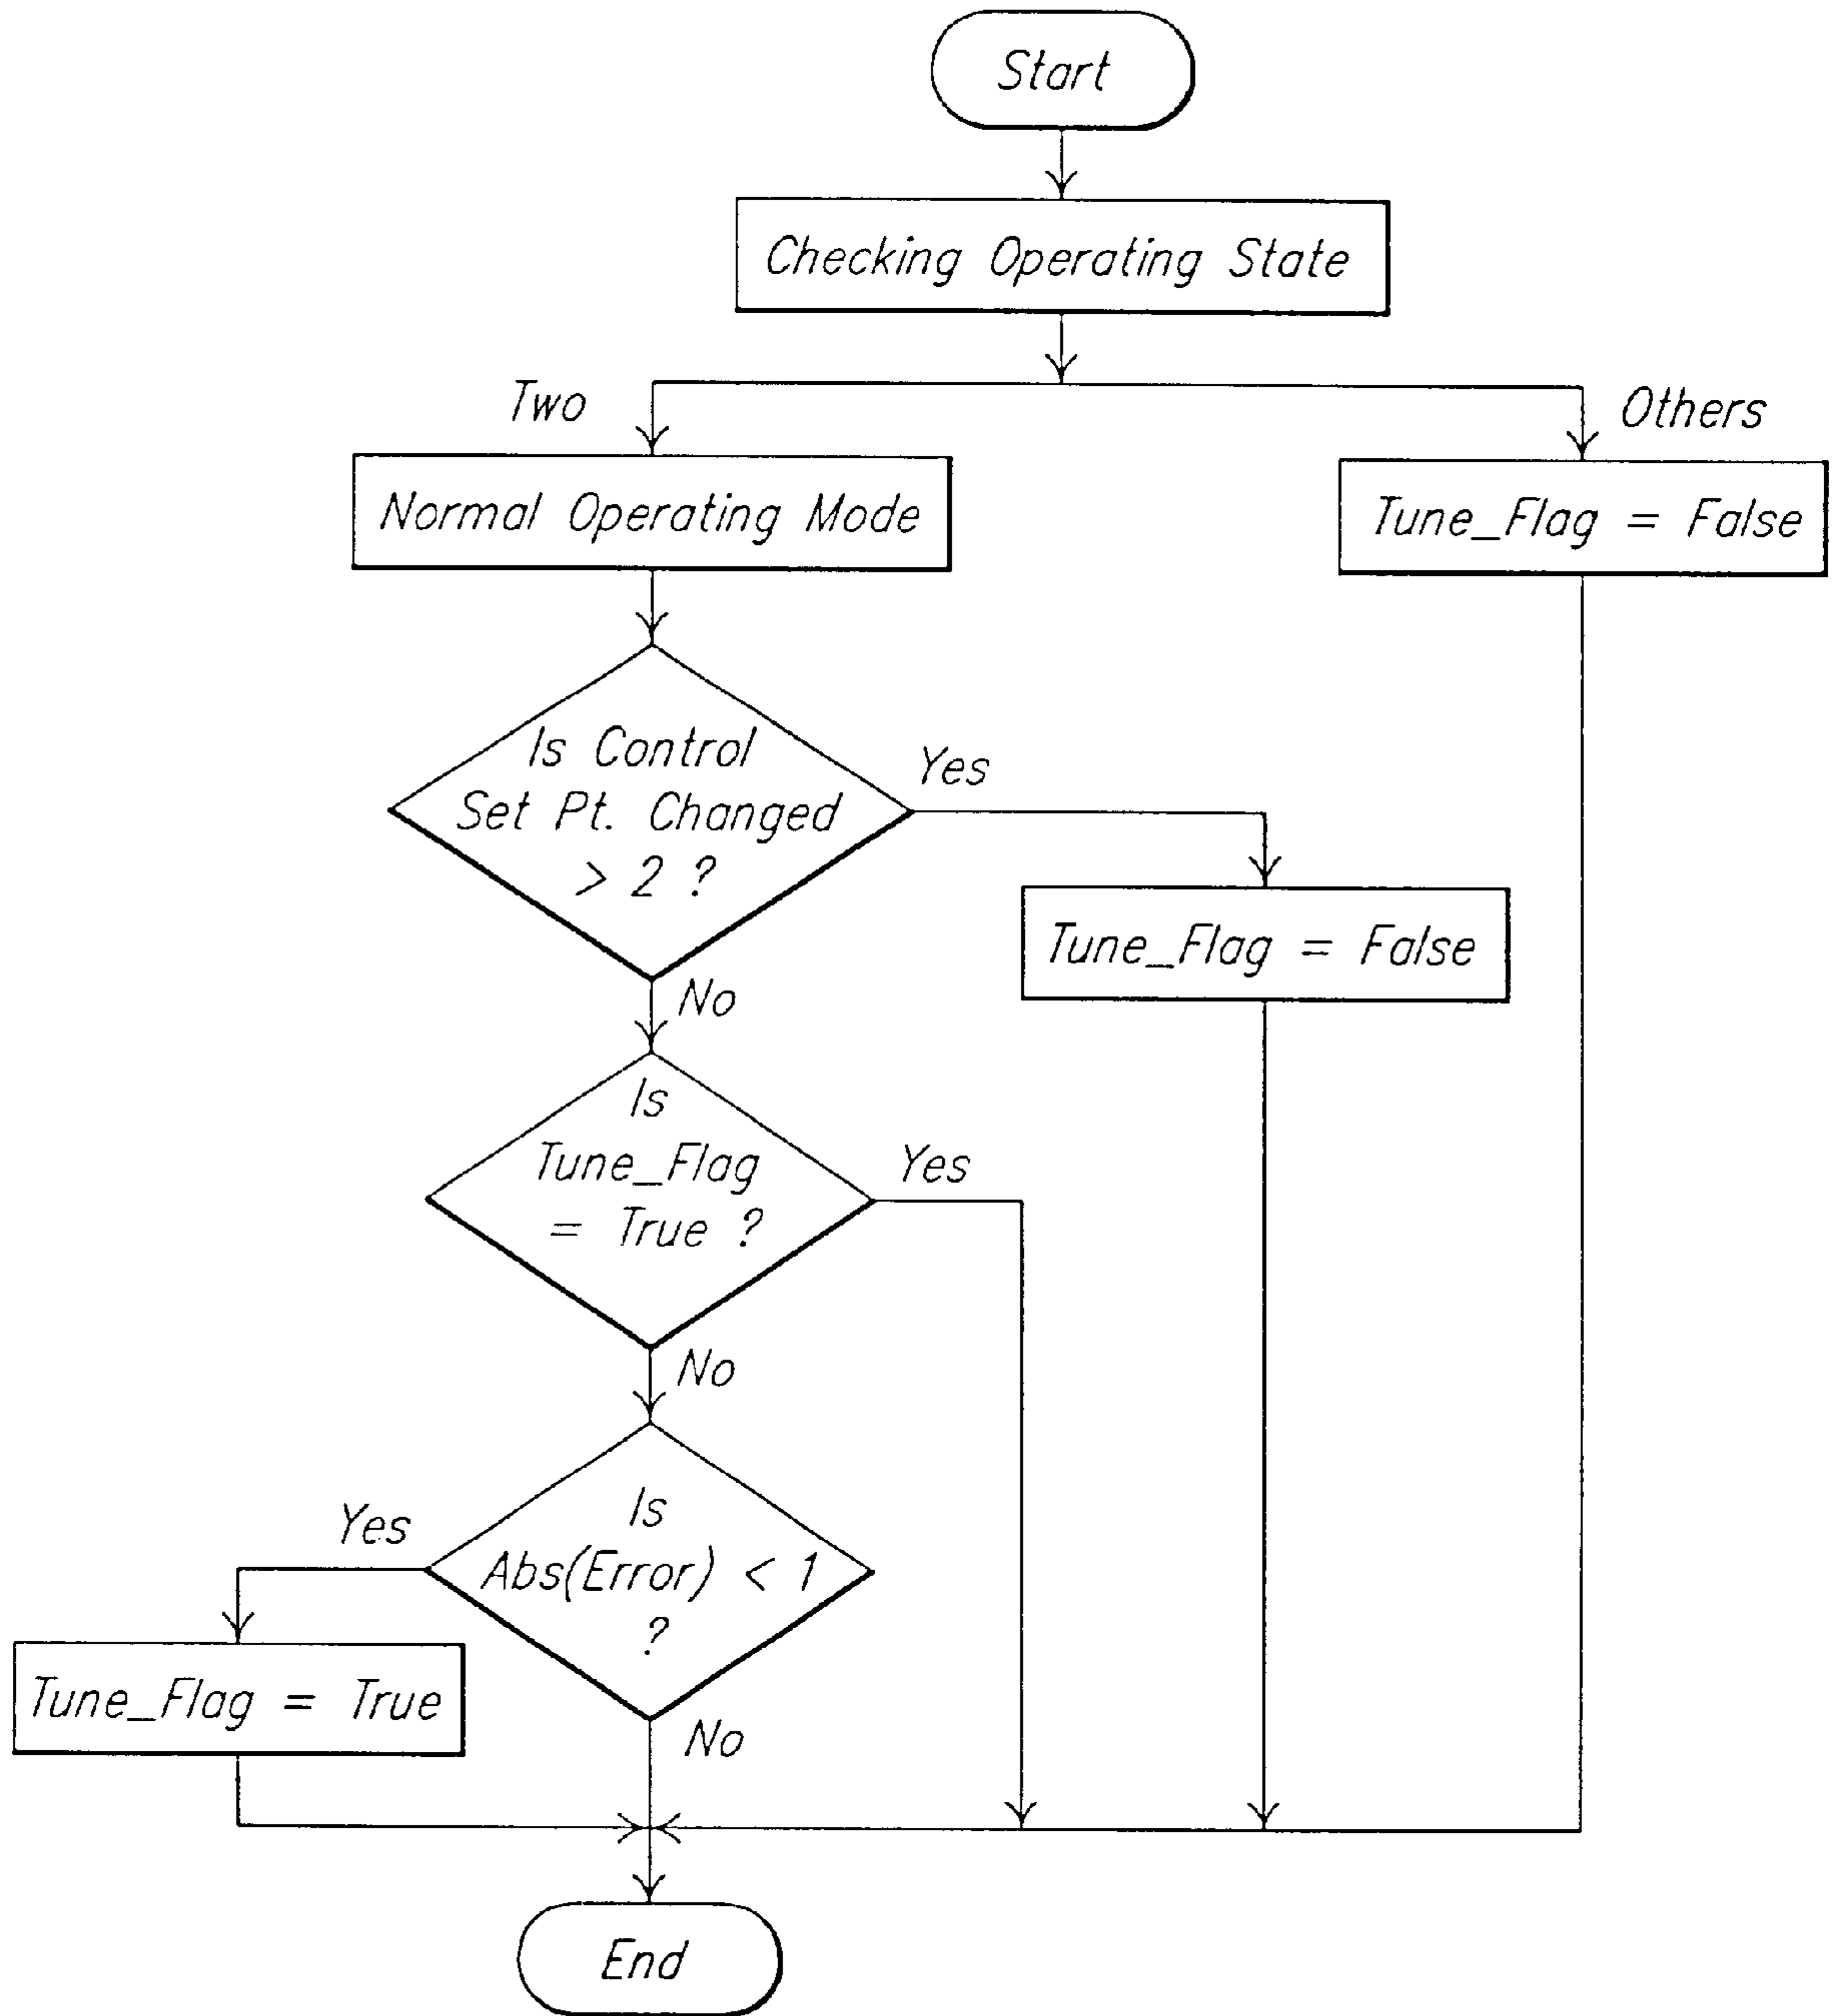 Start
Checking Operating State
Two
Others
Normal Operating Mode
Tune_Flag = False
Is Control
Set Pt. Changed
> 2 ?
Yes
Tune_Flag = False
No
Is
Tune_Flag
= True ?
Yes
No
Is
Abs(Error) < 1
?
Yes
Tune_Flag = True
No
End